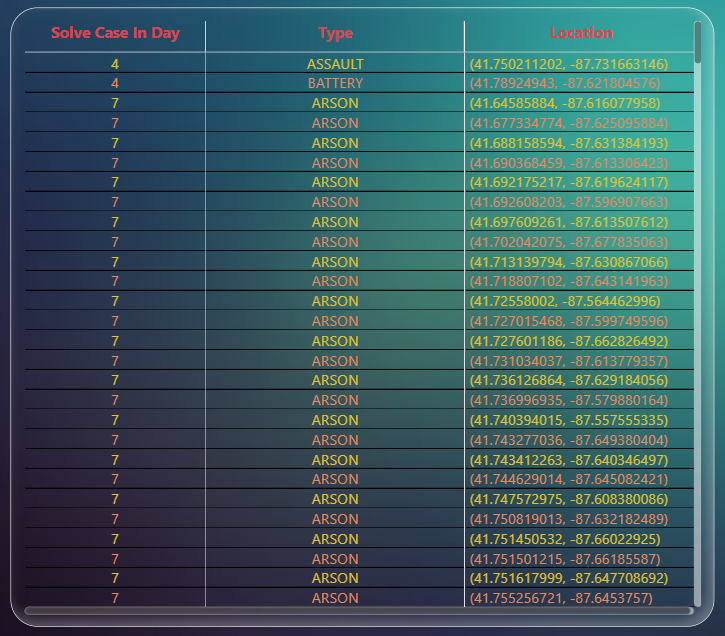 Solve Case In Day Type Location
4 ASSAULT (41.750211202, -87.731663146)
4 BATTERY (41.78924943, -87.621804576)
7 ARSON (41.64585884, -87.616077958)
7 ARSON (41.677334774, -87.625095884)
7 ARSON (41.688158594, -87.631384193)
7 ARSON (41.690368459, -87.613306423)
7 ARSON (41.692175217, -87.619624117)
7 ARSON (41.692608203, -87.596907663)
7 ARSON (41.697609261, -87.613507612)
7 ARSON (41.702042075, -87.677835063)
7 ARSON (41.713139794, -87.630867066)
7 ARSON (41.718807102, -87.643141963)
7 ARSON (41.72558002, -87.564462996)
7 ARSON (41.727015468, -87.599749596)
7 ARSON (41.727601186, -87.662826492)
7 ARSON (41.731034037, -87.613779357)
7 ARSON (41.736126864, -87.629184056)
7 ARSON (41.736996935, -87.579880164)
7 ARSON (41.740394015, -87.557555335)
7 ARSON (41.743277036, -87.649380404)
7 ARSON (41.743412263, -87.640346497)
7 ARSON (41.744629014, -87.645082421)
7 ARSON (41.747572975, -87.608380086)
7 ARSON (41.750819013, -87.632182489)
7 ARSON (41.751450532, -87.66022925)
7 ARSON (41.751501215, -87.66185587)
7 ARSON (41.751617999, -87.647708692)
7 ARSON (41.755256721, -87.6453757)